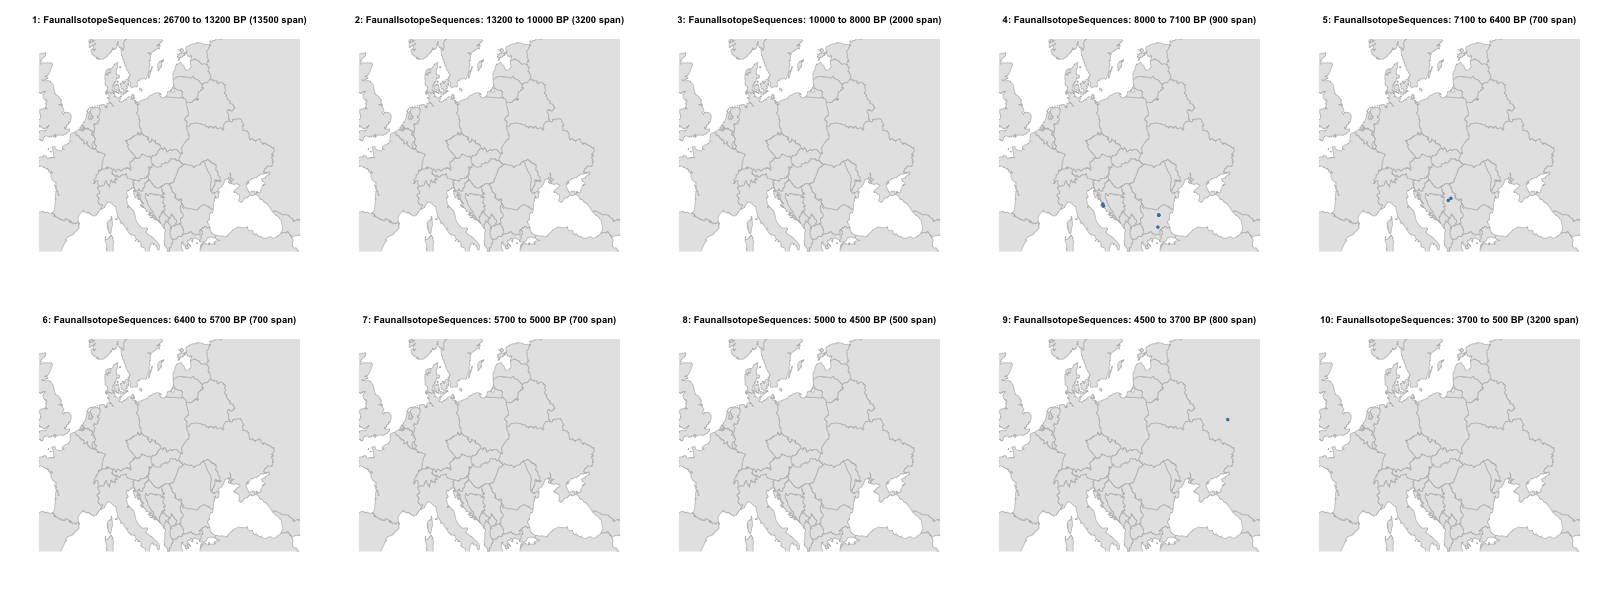 1: FaunalIsotopeSequences: 26700 to 13200 BP (13500 span)
2: FaunalIsotopeSequences: 13200 to 10000 BP (3200 span)
3: FaunalIsotopeSequences: 10000 to 8000 BP (2000 span)
4: FaunalIsotopeSequences: 8000 to 7100 BP (900 span)
5: FaunalIsotopeSequences: 7100 to 6400 BP (700 span)
6: FaunalIsotopeSequences: 6400 to 5700 BP (700 span)
7: FaunalIsotopeSequences: 5700 to 5000 BP (700 span)
8: FaunalIsotopeSequences: 5000 to 4500 BP (500 span)
9: FaunalIsotopeSequences: 4500 to 3700 BP (800 span)
10: FaunalIsotopeSequences: 3700 to 500 BP (3200 span)